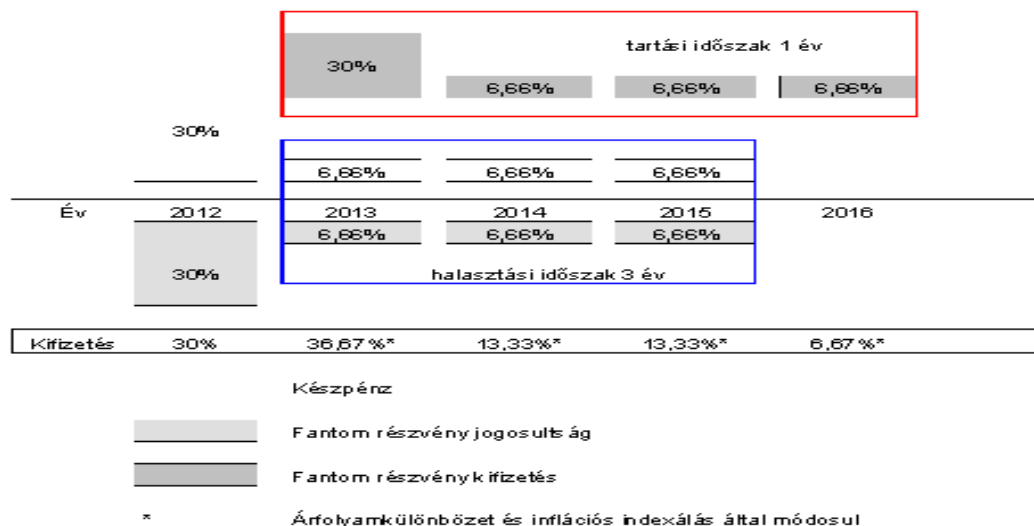 tartási időszak 1 év
30%
6,66% 6,66% 6,66%
30%
6,66% 6,66% 6,66%
Év 2012 2013 2014 2015 2016
6,66% 6,66% 6,66%
30% halasztási időszak 3 év
Kifizetés 30% 36,67%* 13,33%* 13,33%* 6,67%*
Készpénz
Fantom részvény jogosultság
Fantom részvény kifizetés
* Árfolyamkülönbözet és inflációs indexálás által módosul